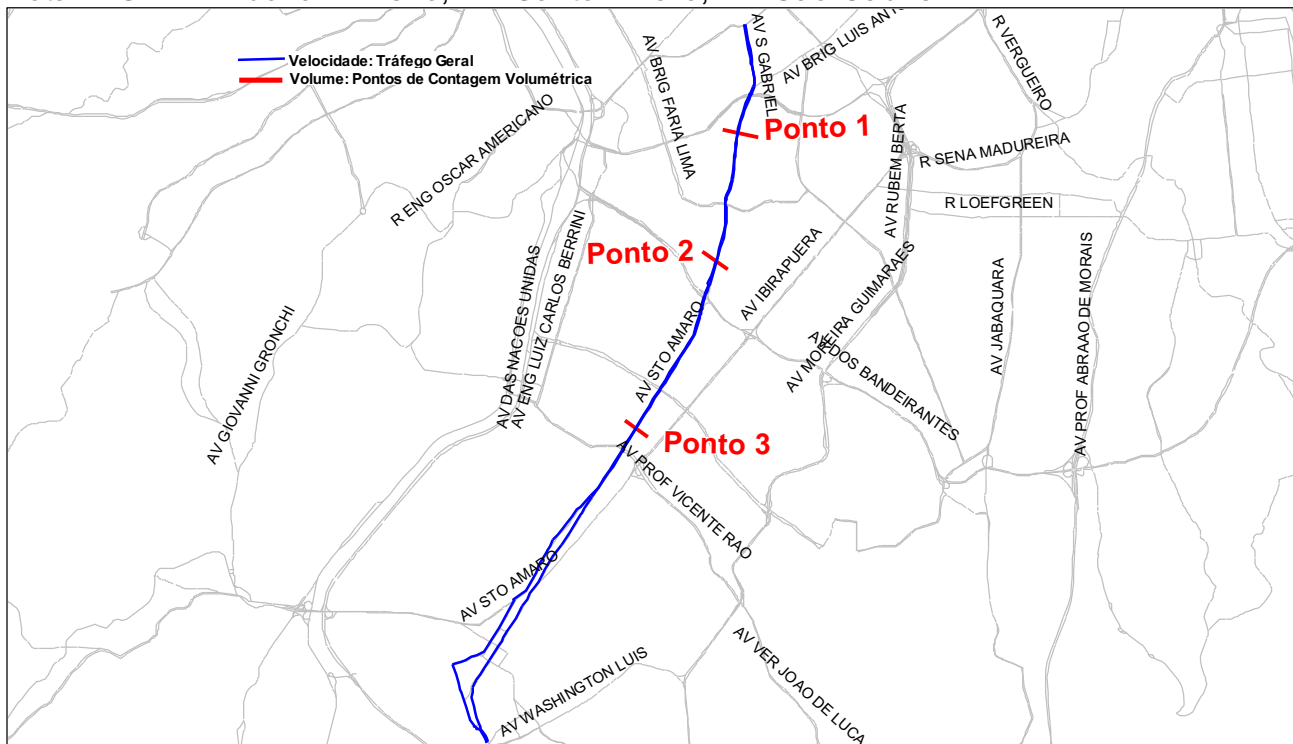 Velocidade: Tráfego Geral
Volume: Pontos de Contagem Volumétrica
AV S GABRIEL
AV BRIG LUIS
AV BRIG FARIA LIMA
R VERGUEIRO
Ponto 1
R ENG OSCAR AMERICANO
AV RUBEM BERTA
R SENA MADUREIRA
R LOEFGREEN
Ponto 2
AV IBIRAPUERA
AV DAS NACOES UNIDAS
AV ENG LUIZ CARLOS BERRINI
AV STO AMARO
AV MOREIRA GUIMARAES
DOS BANDEIRANTES
AV JABAQUARA
AV PROF ABRAAO DE MORAIS
AV GIOVANNI GRONCHI
Ponto 3
AV PROF VICENTE RAO
AV STO AMARO
AV WASHINGTON LUIS
AV VER JOAO DE LUCA